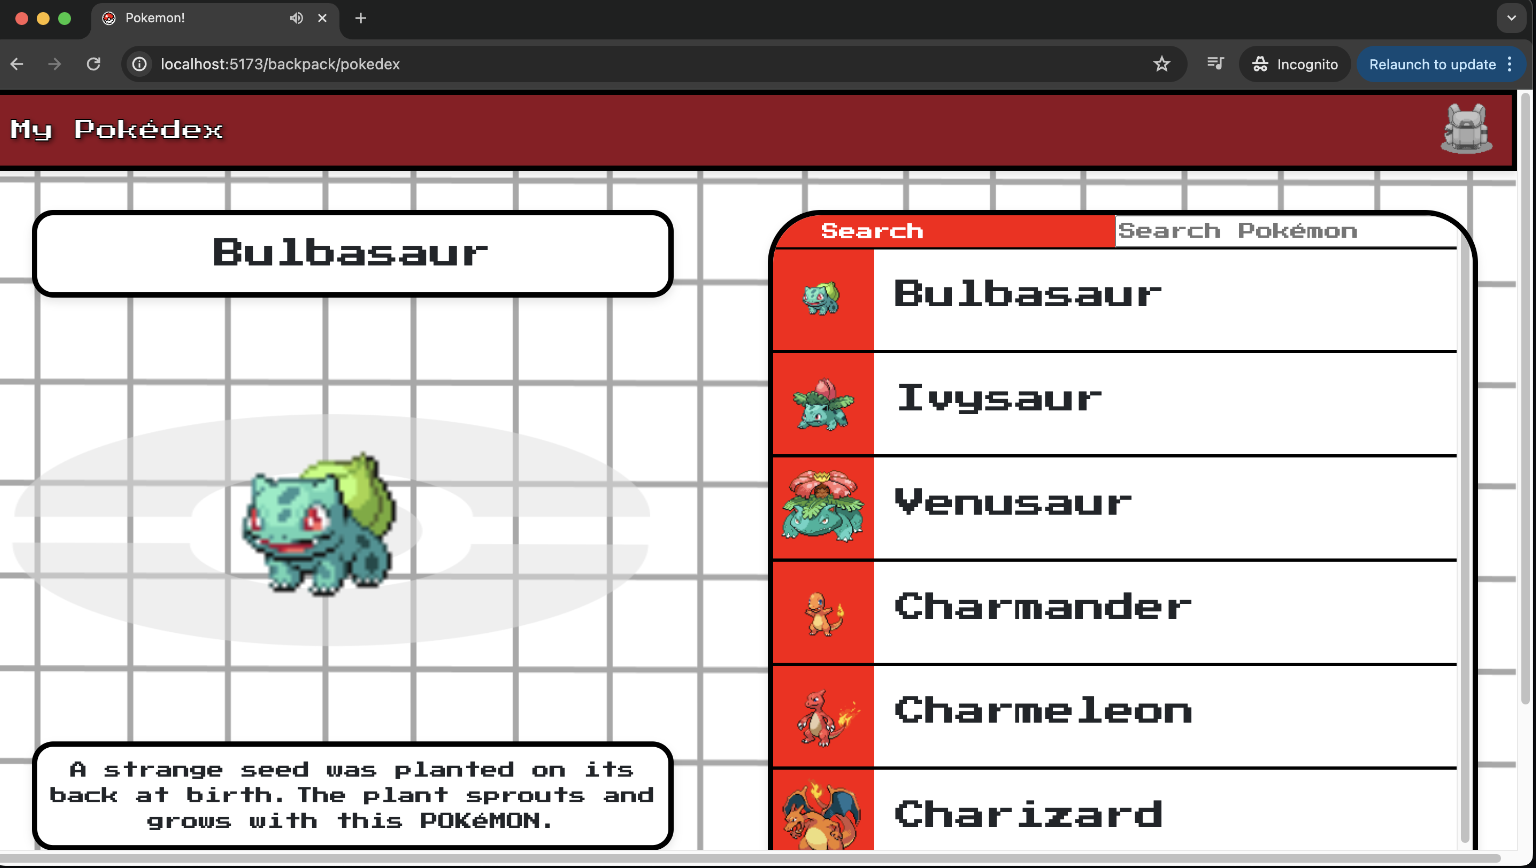 Pokemon!
localhost:5173/backpack/pokedex
Incognito
Relaunch to update
My Pokédex
Bulbasaur
A strange seed was planted on its
back at birth. The plant sprouts and
grows with this POKéMON.
Search
Search Pokémon
Bulbasaur
Ivysaur
Venusaur
Charmander
Charmeleon
Charizard